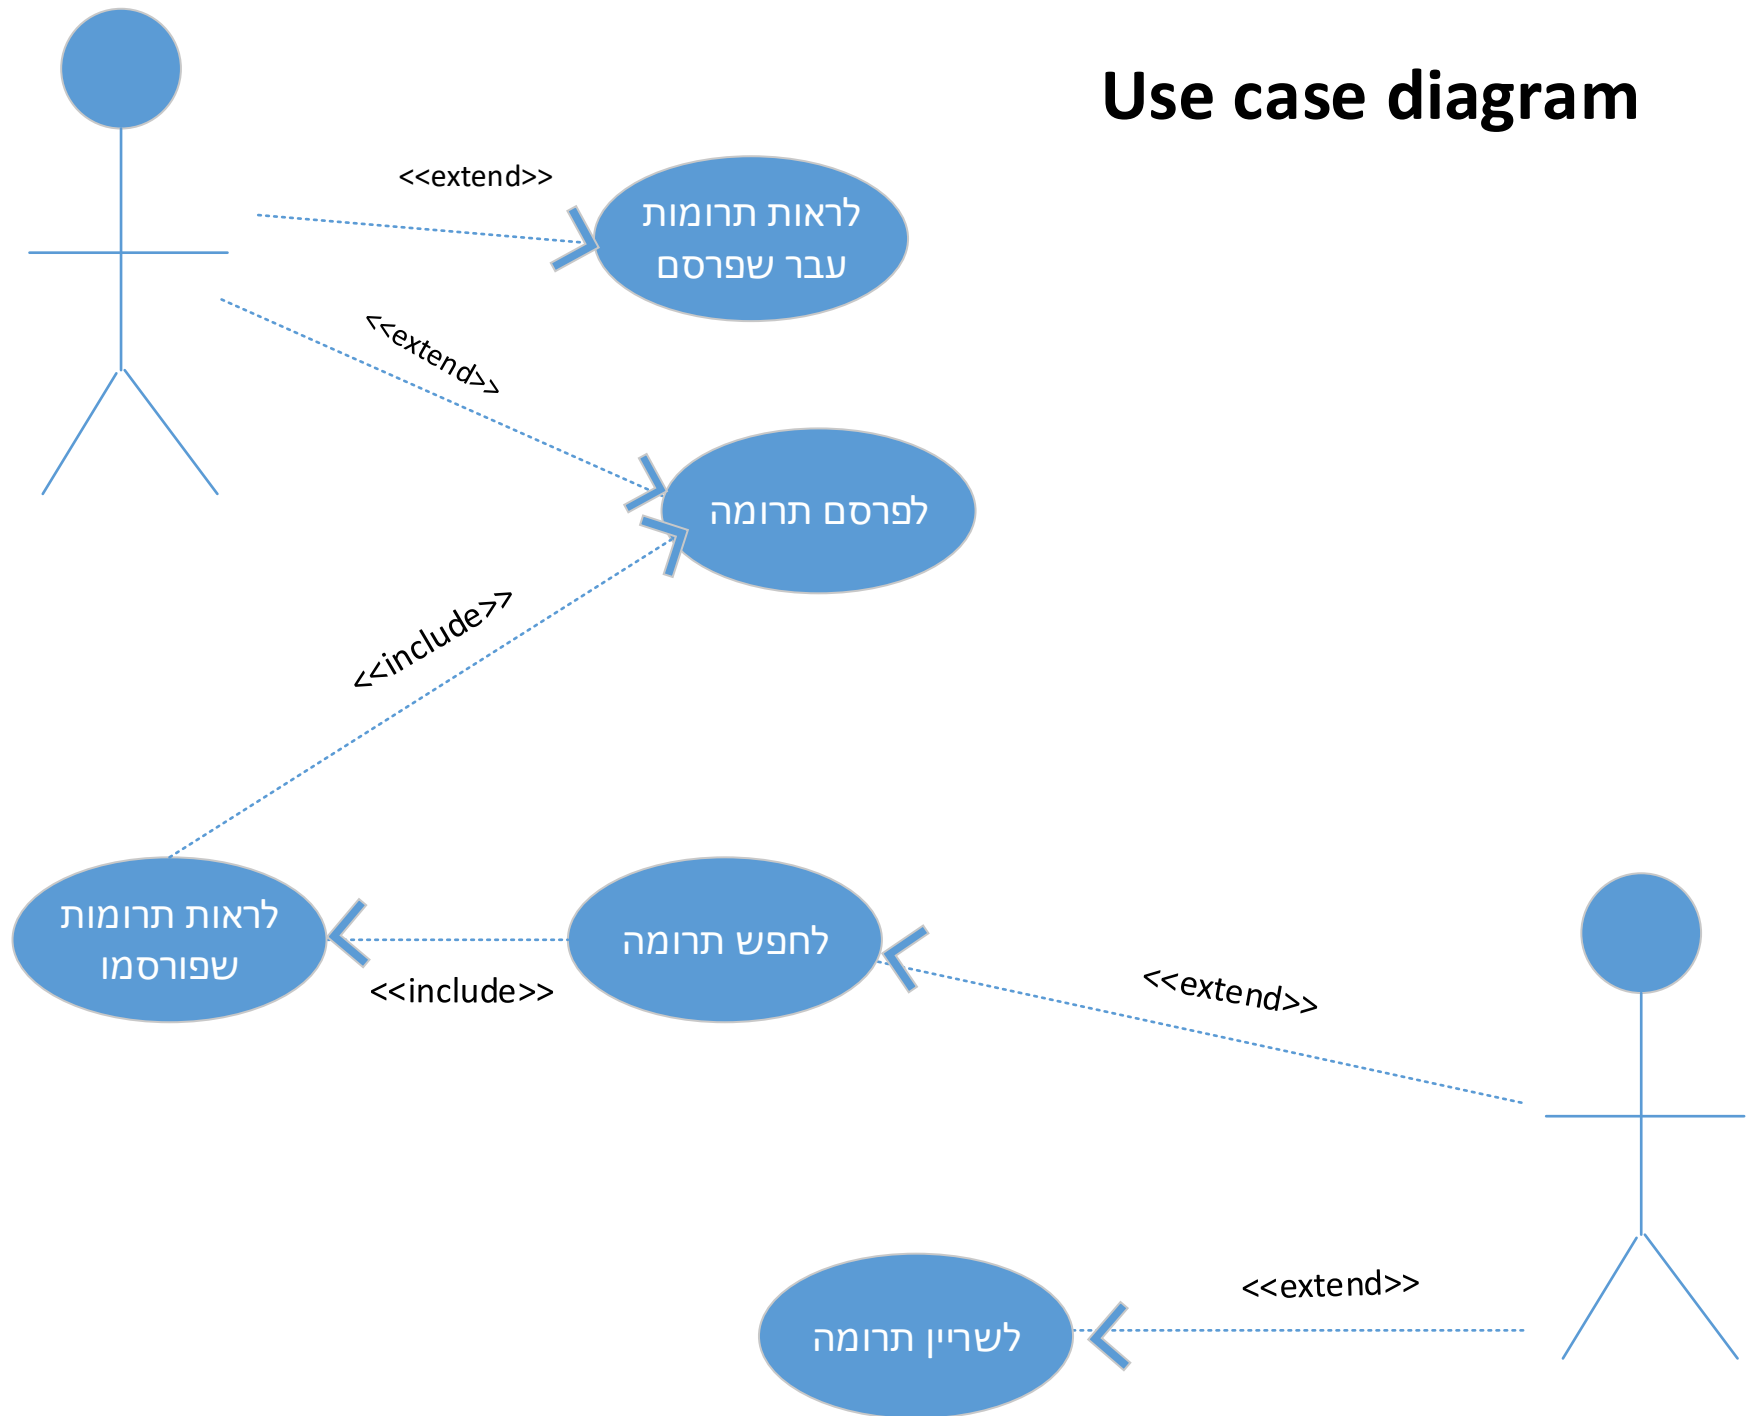 Use case diagram
<<extend>>
לראות תרומות
עבר שפרסם
<<extend>>
לפרסם תרומה
<<include>>
לראות תרומות
שפורסמו
לחפש תרומה
<<include>>
<<extend>>
<<extend>>
לשריין תרומה